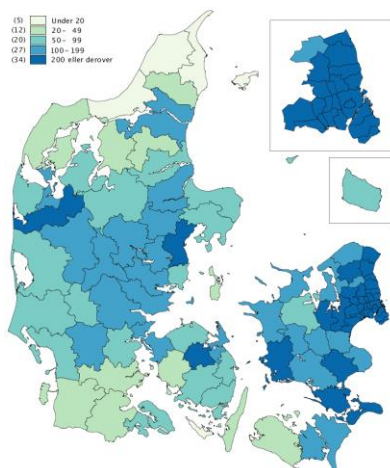 (5) Under 20
(12) 20- 49
(20) 50 - 99
(27) 100-199
(34) 200 eller derover